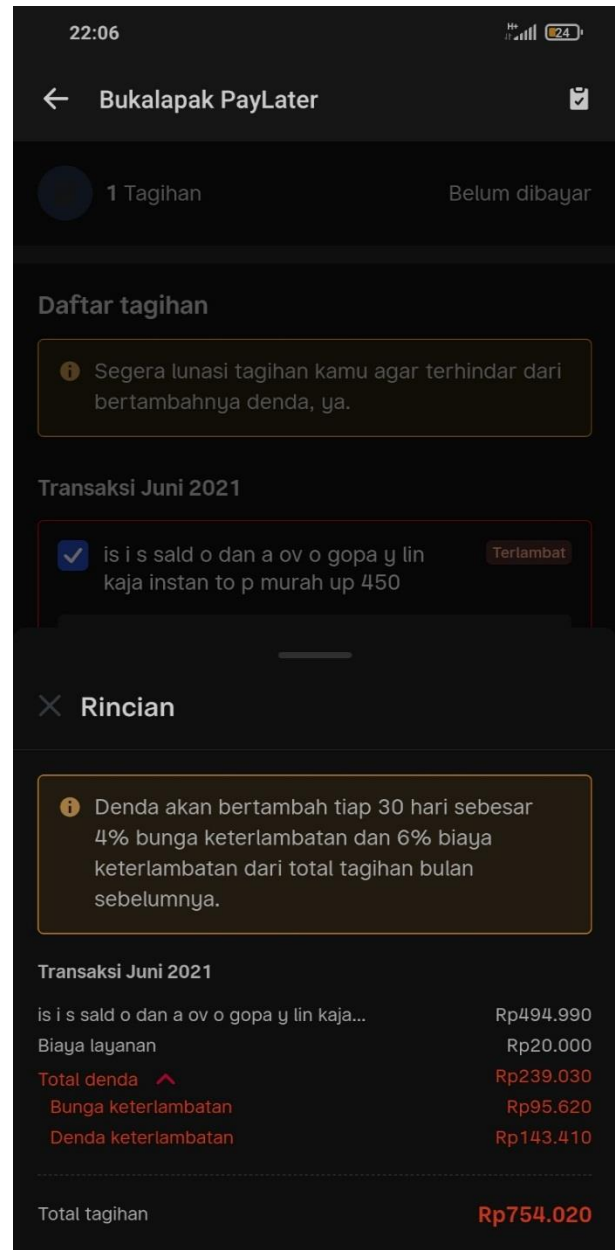 22:06
H+
24
Bukalapak PayLater
1 Tagihan
Belum dibayar
Daftar tagihan
Segera lunasi tagihan kamu agar terhindar dari
bertambahnya denda, ya.
Transaksi Juni 2021
is i s sald o dan a ov o gopa y lin
Terlambat
kaja instan to p murah up 450
Rincian
Denda akan bertambah tiap 30 hari sebesar
4% bunga keterlambatan dan 6% biaya
keterlambatan dari total tagihan bulan
sebelumnya.
Transaksi Juni 2021
is i s sald o dan a ov o gopa y lin kaja... Rp494.990
Biaya layanan Rp20.000
Total denda Rp239.030
Bunga keterlambatan Rp95.620
Denda keterlambatan Rp143.410
Total tagihan Rp754.020